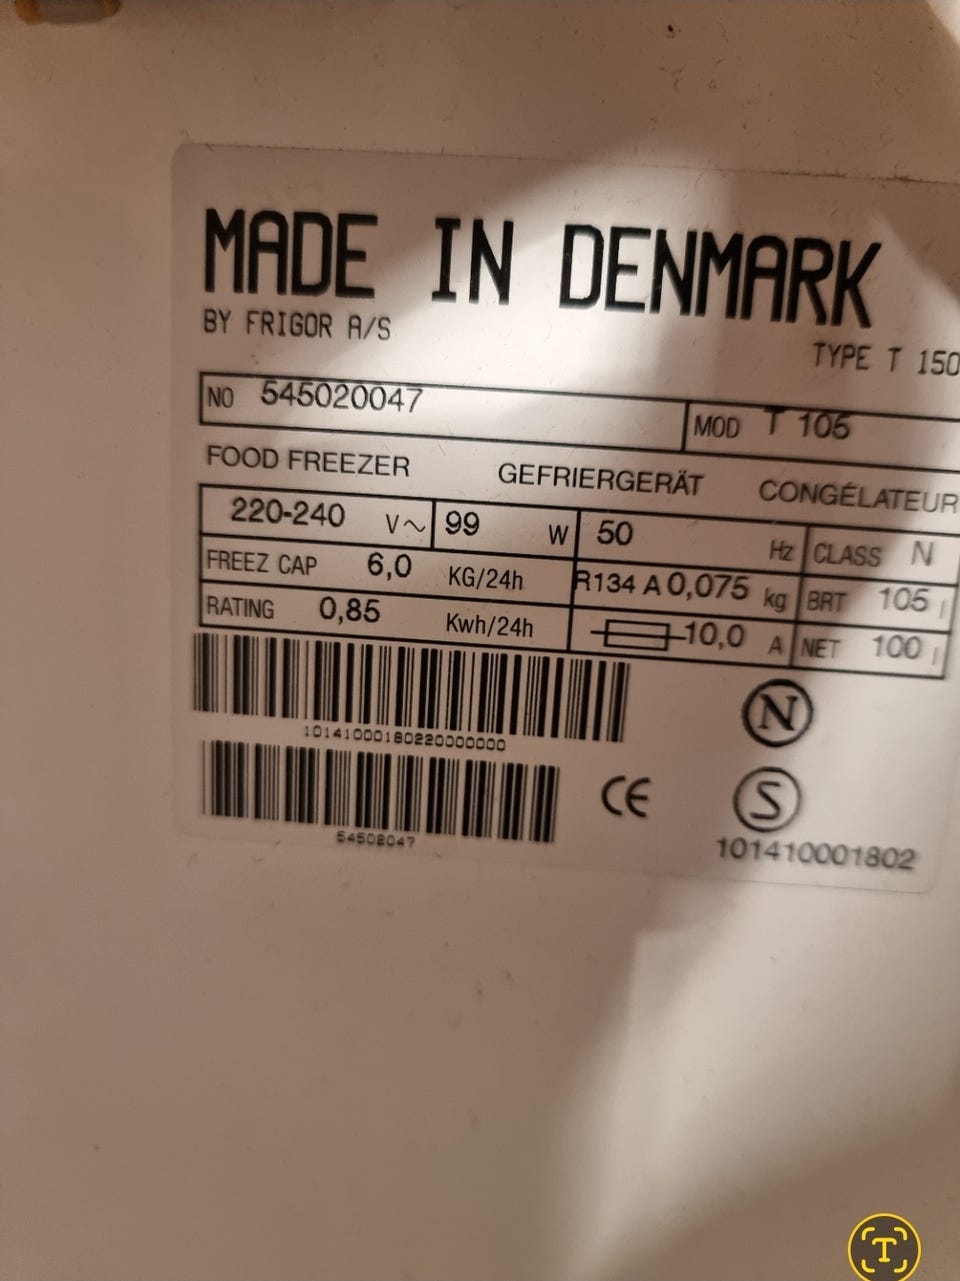 MADE IN DENMARK
BY FRIGOR A/S
TYPE T 150
NO 545020047 MOD T 105
FOOD FREEZER GEFRIERGERÄT CONGÉLATEUR
220-240 V~ 99 W 50 Hz CLASS N
FREEZ CAP 6,0 KG/24h R134 A 0,075 kg BRT 105 l
RATING 0,85 Kwh/24h 10,0 A NET 100 l
10141000180220000000
N
54502047
CE
S
101410001802
T